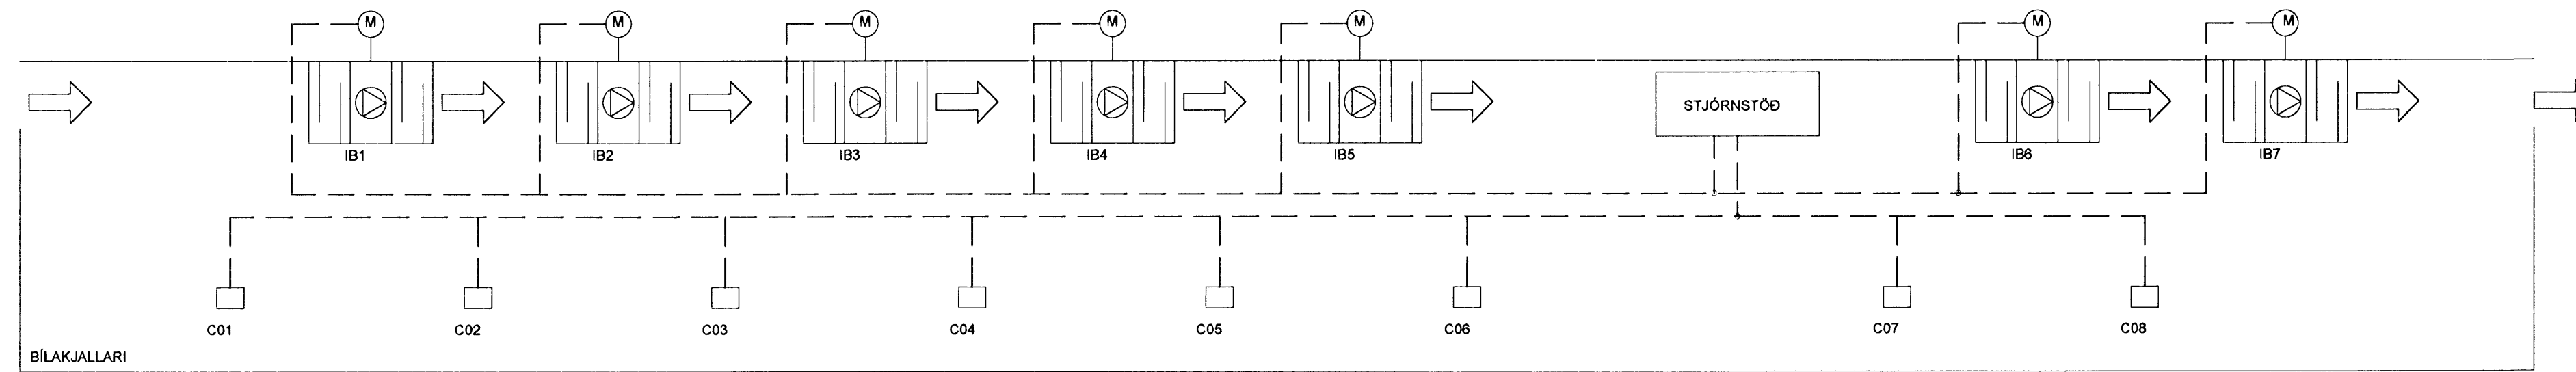 M M M M M M M
STJÓRNSTÖÐ
IB1 IB2 IB3 IB4 IB5 IB6 IB7
C01 C02 C03 C04 C05 C06 C07 C08
BÍLAKJALLARI